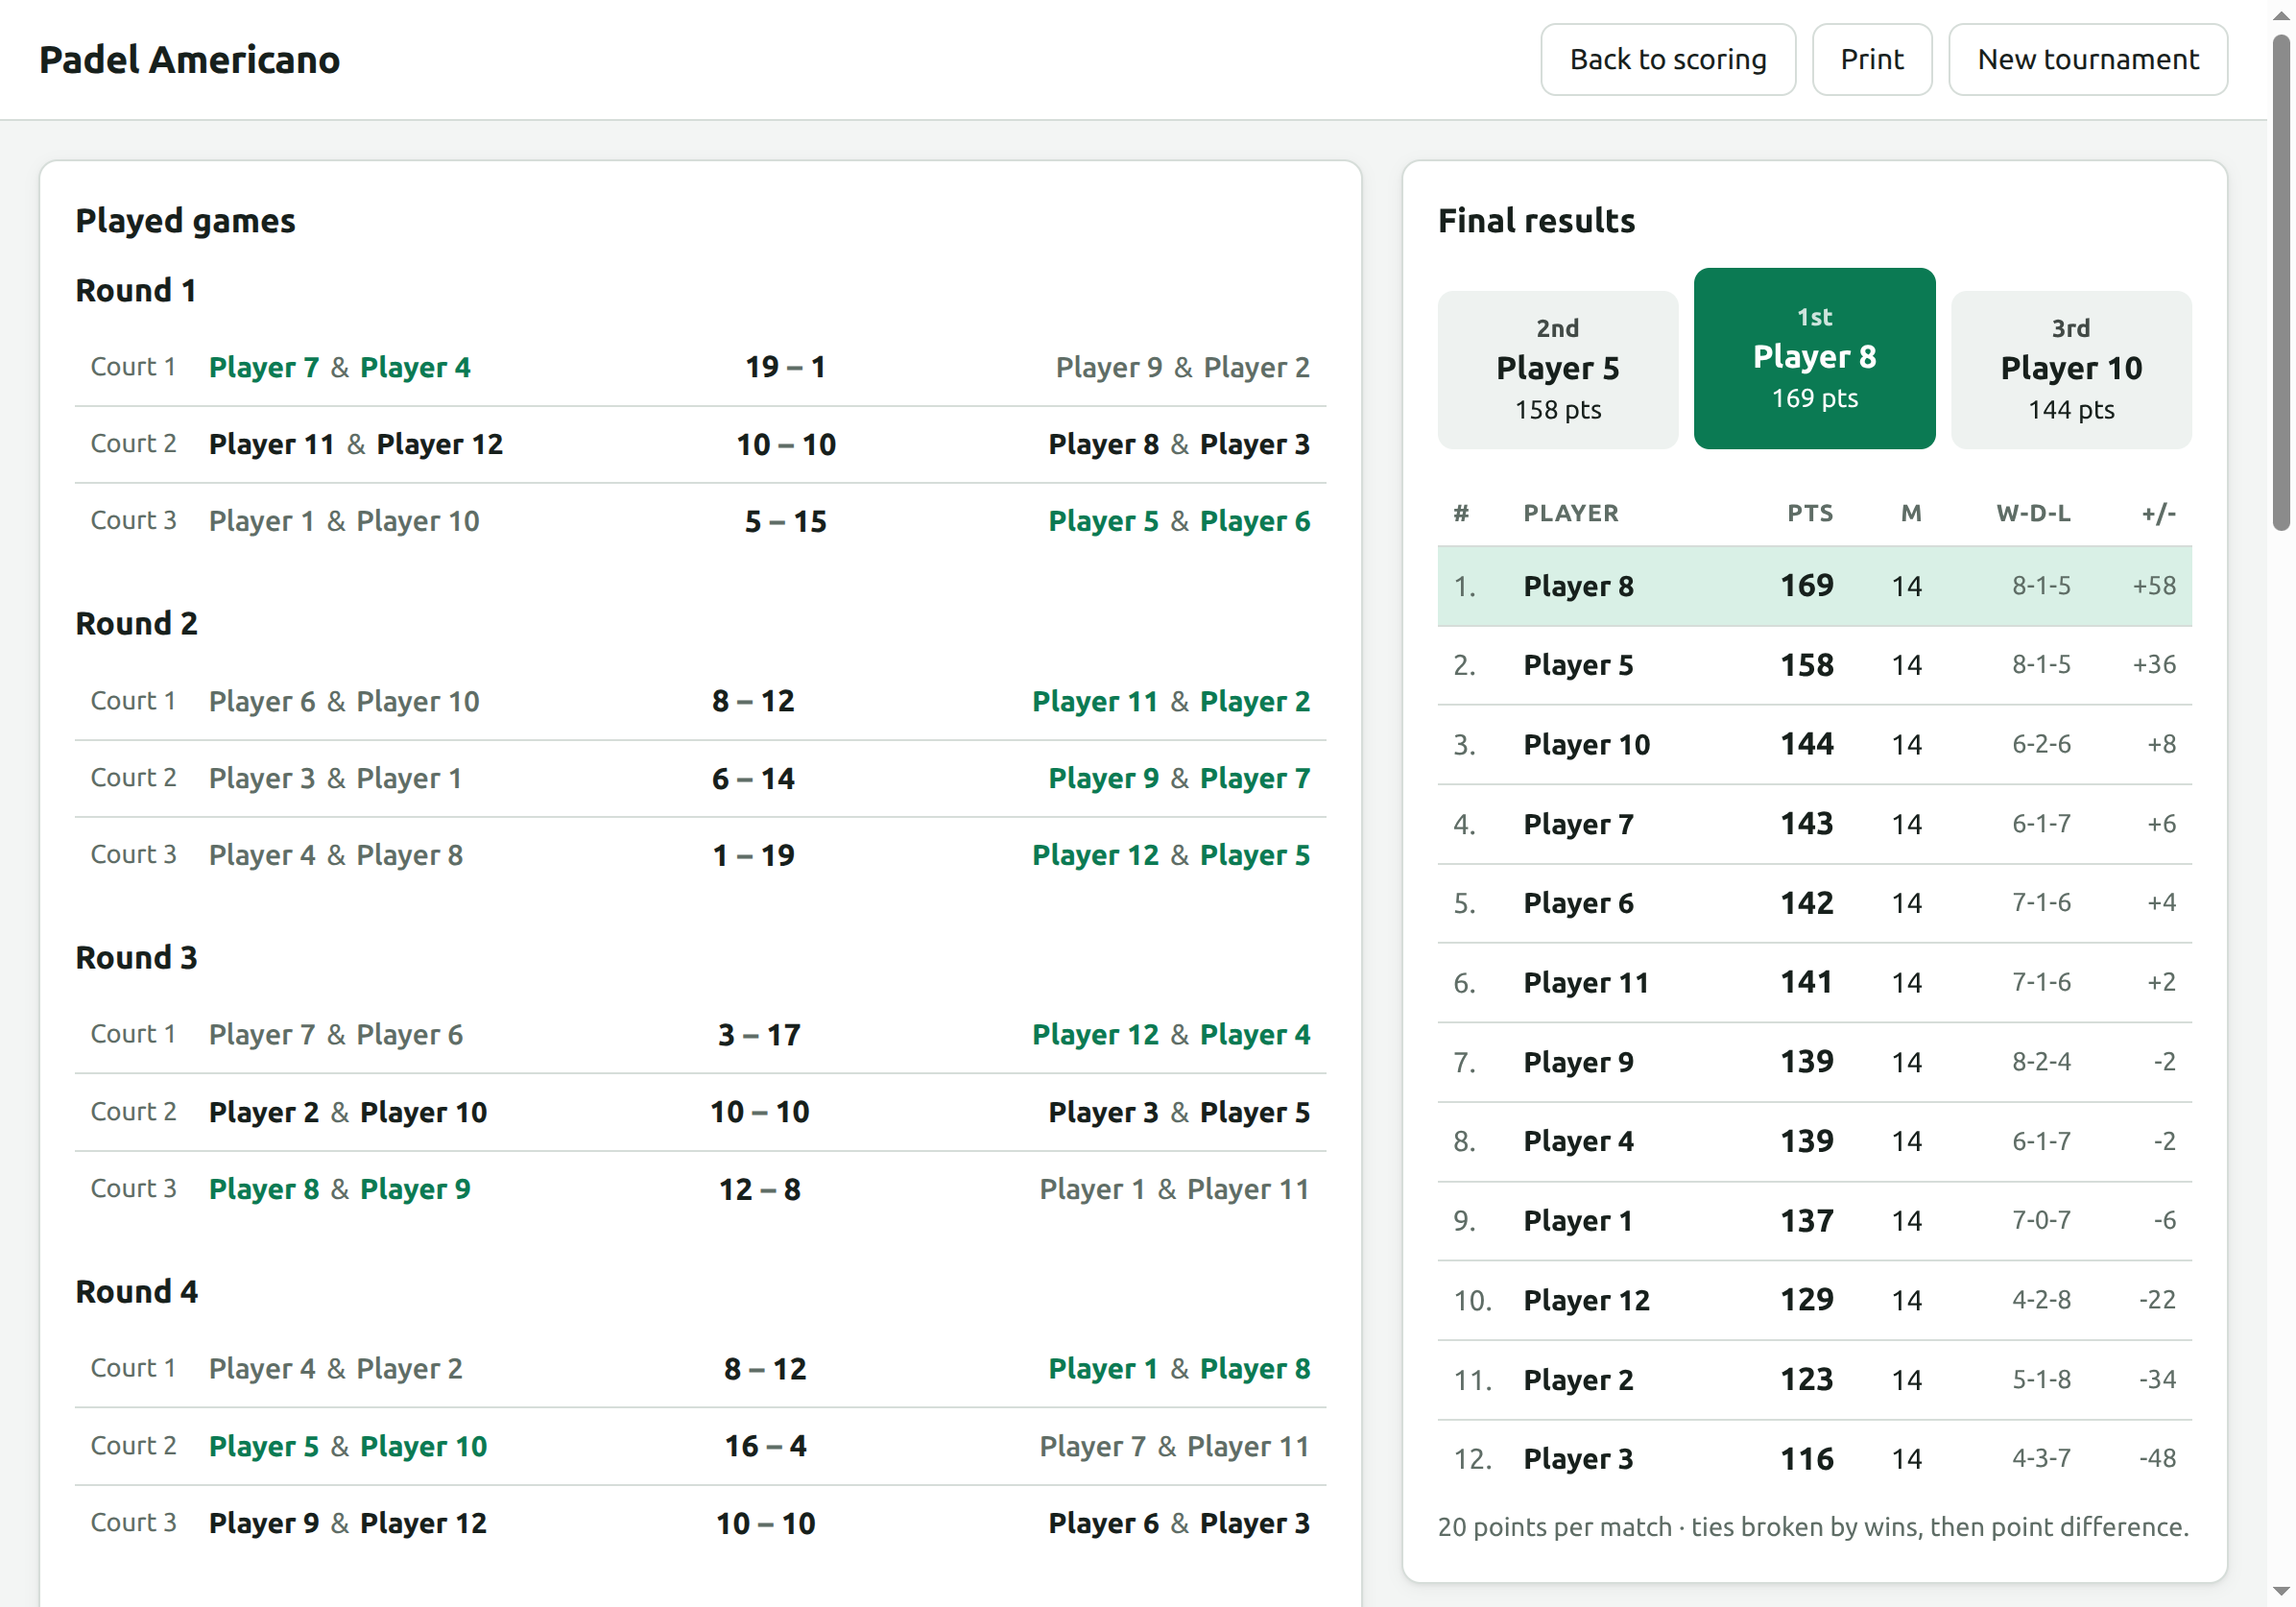 Padel Americano
Back to scoring
Print
New tournament
Played games
Round 1
Court 1 Player 7 & Player 4 19 – 1 Player 9 & Player 2
Court 2 Player 11 & Player 12 10 – 10 Player 8 & Player 3
Court 3 Player 1 & Player 10 5 – 15 Player 5 & Player 6
Round 2
Court 1 Player 6 & Player 10 8 – 12 Player 11 & Player 2
Court 2 Player 3 & Player 1 6 – 14 Player 9 & Player 7
Court 3 Player 4 & Player 8 1 – 19 Player 12 & Player 5
Round 3
Court 1 Player 7 & Player 6 3 – 17 Player 12 & Player 4
Court 2 Player 2 & Player 10 10 – 10 Player 3 & Player 5
Court 3 Player 8 & Player 9 12 – 8 Player 1 & Player 11
Round 4
Court 1 Player 4 & Player 2 8 – 12 Player 1 & Player 8
Court 2 Player 5 & Player 10 16 – 4 Player 7 & Player 11
Court 3 Player 9 & Player 12 10 – 10 Player 6 & Player 3
Final results
2nd
Player 5
158 pts
1st
Player 8
169 pts
3rd
Player 10
144 pts
# PLAYER PTS M W-D-L +/-
1. Player 8 169 14 8-1-5 +58
2. Player 5 158 14 8-1-5 +36
3. Player 10 144 14 6-2-6 +8
4. Player 7 143 14 6-1-7 +6
5. Player 6 142 14 7-1-6 +4
6. Player 11 141 14 7-1-6 +2
7. Player 9 139 14 8-2-4 -2
8. Player 4 139 14 6-1-7 -2
9. Player 1 137 14 7-0-7 -6
10. Player 12 129 14 4-2-8 -22
11. Player 2 123 14 5-1-8 -34
12. Player 3 116 14 4-3-7 -48
20 points per match · ties broken by wins, then point difference.